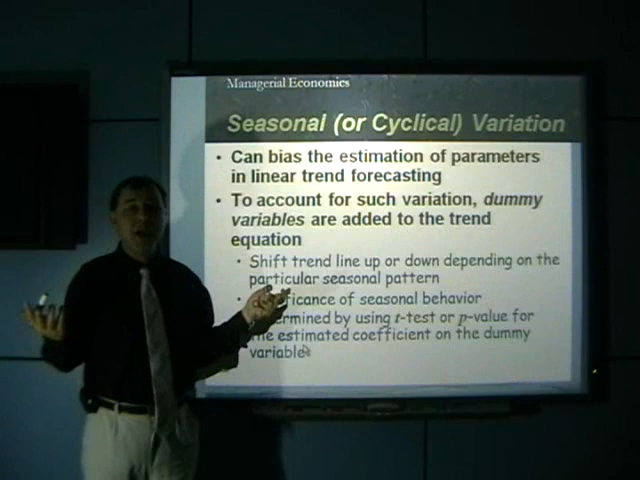 Managerial Economics
Seasonal (or Cyclical) Variation
• Can bias the estimation of parameters
in linear trend forecasting
• To account for such variation, dummy
variables are added to the trend
equation
• Shift trend line up or down depending on the
particular seasonal pattern
• of seasonal behavior
by using t-test or p-value for
the estimated coefficient on the dummy
variable